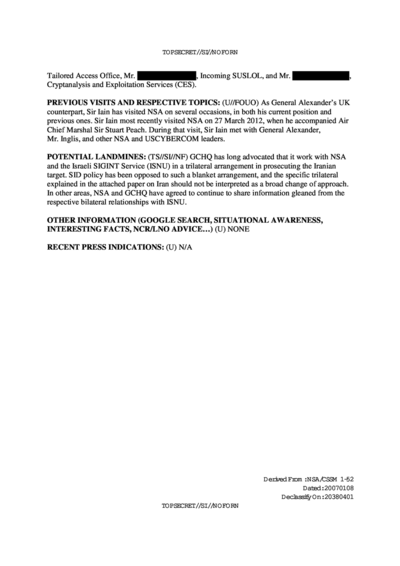 TOPSECRET//SI//NOFORN
Tailored Access Office, Mr. , Incoming SUSLOL, and Mr. ,
Cryptanalysis and Exploitation Services (CES).
PREVIOUS VISITS AND RESPECTIVE TOPICS: (U//FOUO) As General Alexander's UK
counterpart, Sir Iain has visited NSA on several occasions, in both his current position and
previous ones. Sir Iain most recently visited NSA on 27 March 2012, when he accompanied Air
Chief Marshal Sir Stuart Peach. During that visit, Sir Iain met with General Alexander,
Mr. Inglis, and other NSA and USCYBERCOM leaders.
POTENTIAL LANDMINES: (TS//SI//NF) GCHQ has long advocated that it work with NSA
and the Israeli SIGINT Service (ISNU) in a trilateral arrangement in prosecuting the Iranian
target. SID policy has been opposed to such a blanket arrangement, and the specific trilateral
explained in the attached paper on Iran should not be interpreted as a broad change of approach.
In other areas, NSA and GCHQ have agreed to continue to share information gleaned from the
respective bilateral relationships with ISNU.
OTHER INFORMATION (GOOGLE SEARCH, SITUATIONAL AWARENESS,
INTERESTING FACTS, NCR/LNO ADVICE…) (U) NONE
RECENT PRESS INDICATIONS: (U) N/A
Derived From :NSA/CSSM 1-52
Dated:20070108
Declassify On:20380401
TOPSECRET//SI//NOFORN